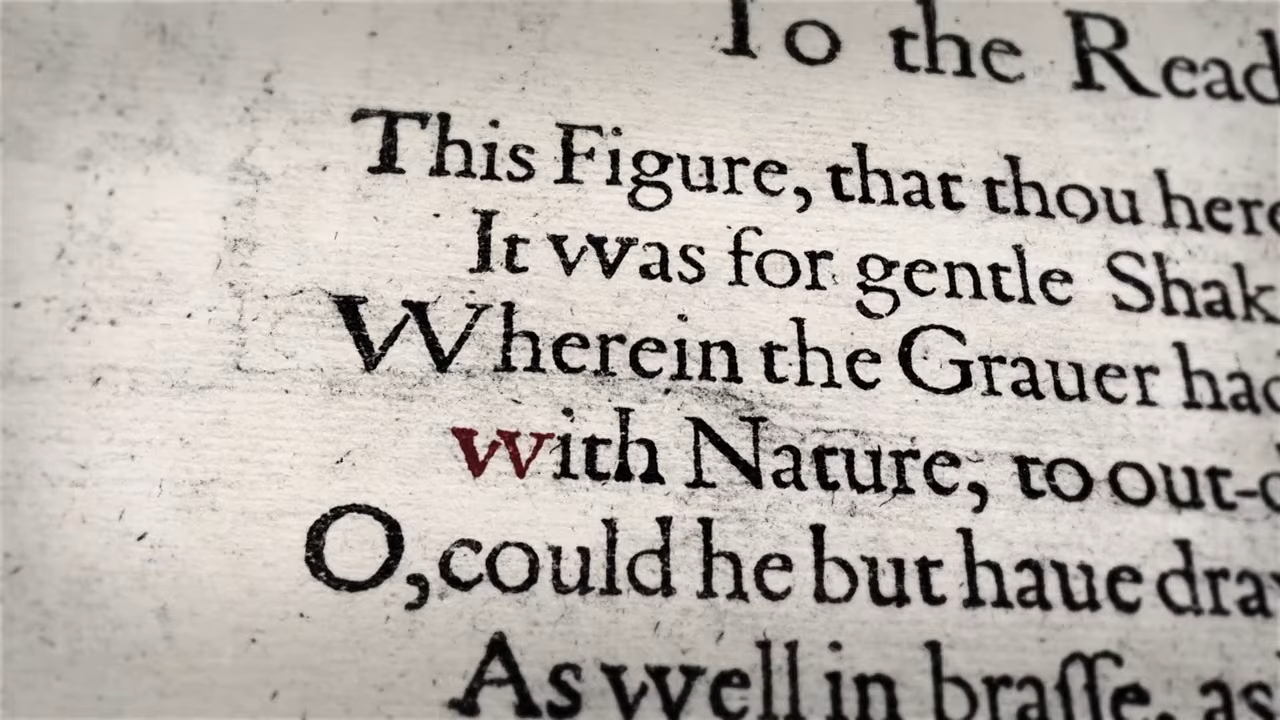 To the Read
This Figure, that thou here
It was for gentle Shak
Wherein the Grauer had
with Nature, to out-d
O, could he but haue dra
As well in braſſe, as